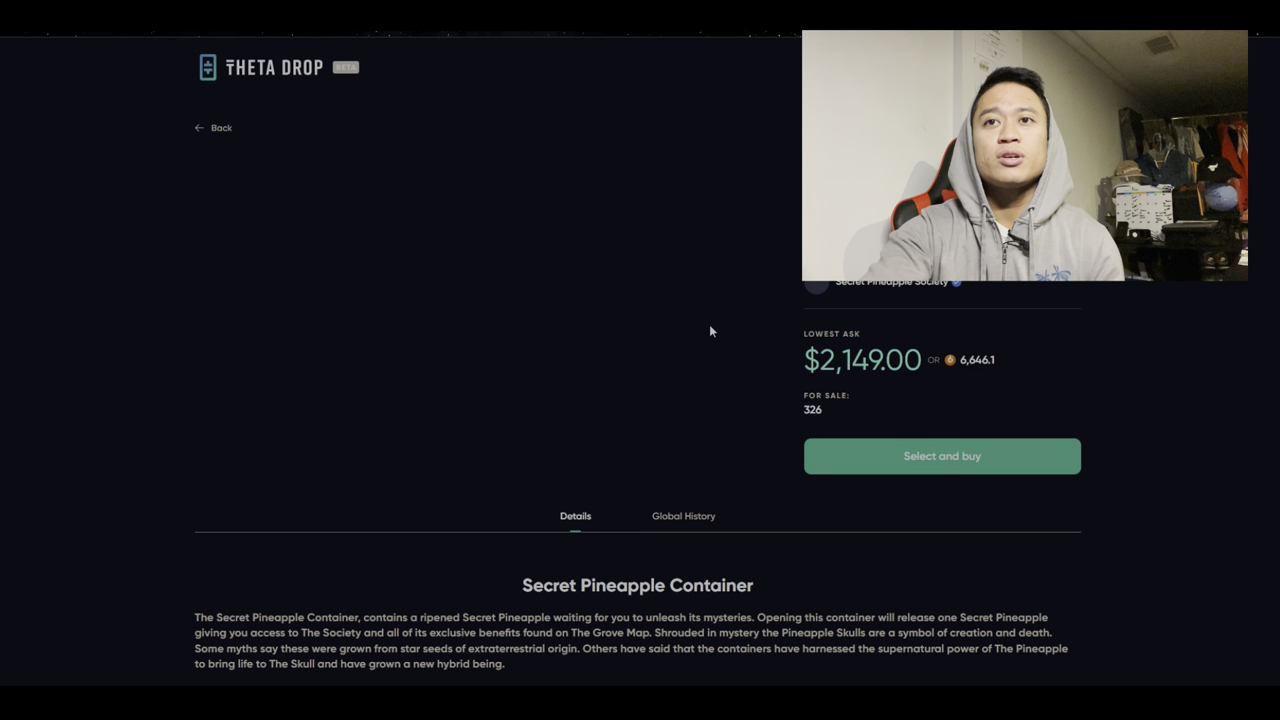 THETA DROP BETA
Back
Secret Pineapple Society
LOWEST ASK
$2,149.00 OR 6,646.1
FOR SALE:
326
Select and buy
Details Global History
Secret Pineapple Container
The Secret Pineapple Container, contains a ripened Secret Pineapple waiting for you to unleash its mysteries. Opening this container will release one Secret Pineapple
giving you access to The Society and all of its exclusive benefits found on The Grove Map. Shrouded in mystery the Pineapple Skulls are a symbol of creation and death.
Some myths say these were grown from star seeds of extraterrestrial origin. Others have said that the containers have harnessed the supernatural power of The Pineapple
to bring life to The Skull and have grown a new hybrid being.